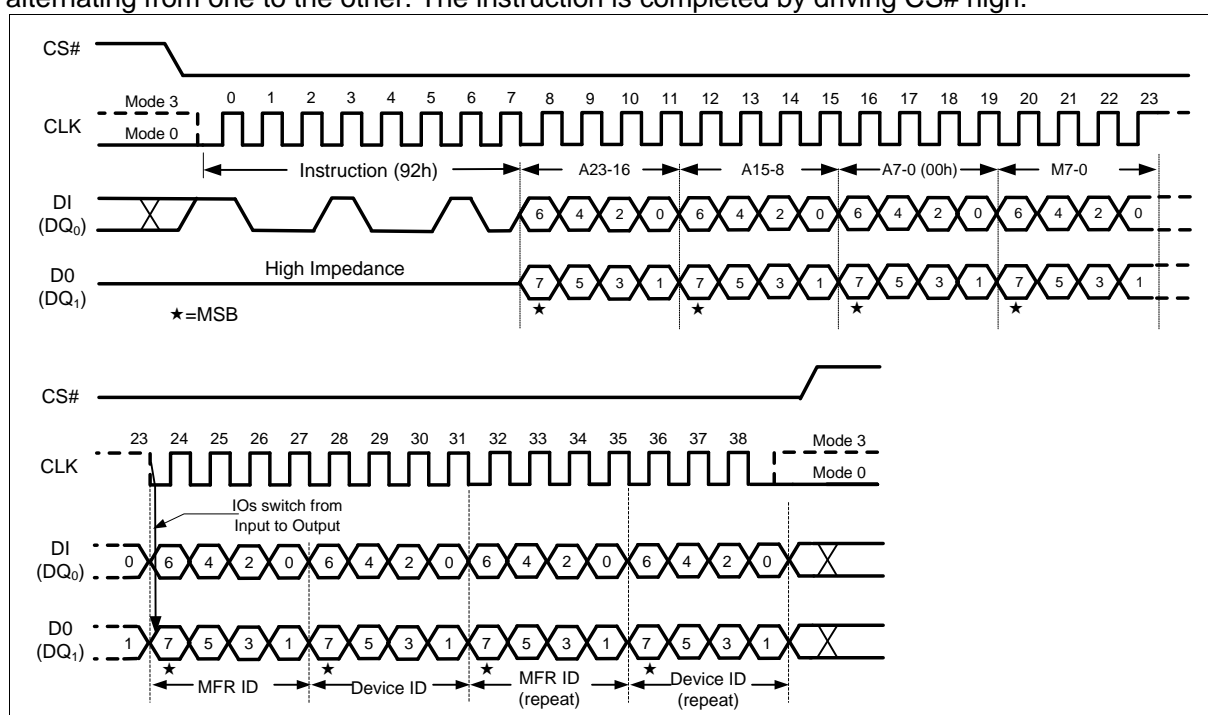 alternating from one to the other. The instruction is completed by driving CS# high.
CS#
Mode 3
CLK
Mode 0
0 1 2 3 4 5 6 7 8 9 10 11 12 13 14 15 16 17 18 19 20 21 22 23
Instruction (92h) A23-16 A15-8 A7-0 (00h) M7-0
DI
(DQ0)
6 4 2 0 6 4 2 0 6 4 2 0 6 4 2 0
High Impedance
D0
(DQ1)
7 5 3 1 7 5 3 1 7 5 3 1 7 5 3 1
★=MSB
★ ★ ★ ★
CS#
23 24 25 26 27 28 29 30 31 32 33 34 35 36 37 38
Mode 3
CLK
Mode 0
IOs switch from
Input to Output
DI
(DQ0)
0 6 4 2 0 6 4 2 0 6 4 2 0 6 4 2 0
D0
(DQ1)
1 7 5 3 1 7 5 3 1 7 5 3 1 7 5 3 1
★ ★ ★ ★
MFR ID Device ID MFR ID
(repeat)
Device ID
(repeat)